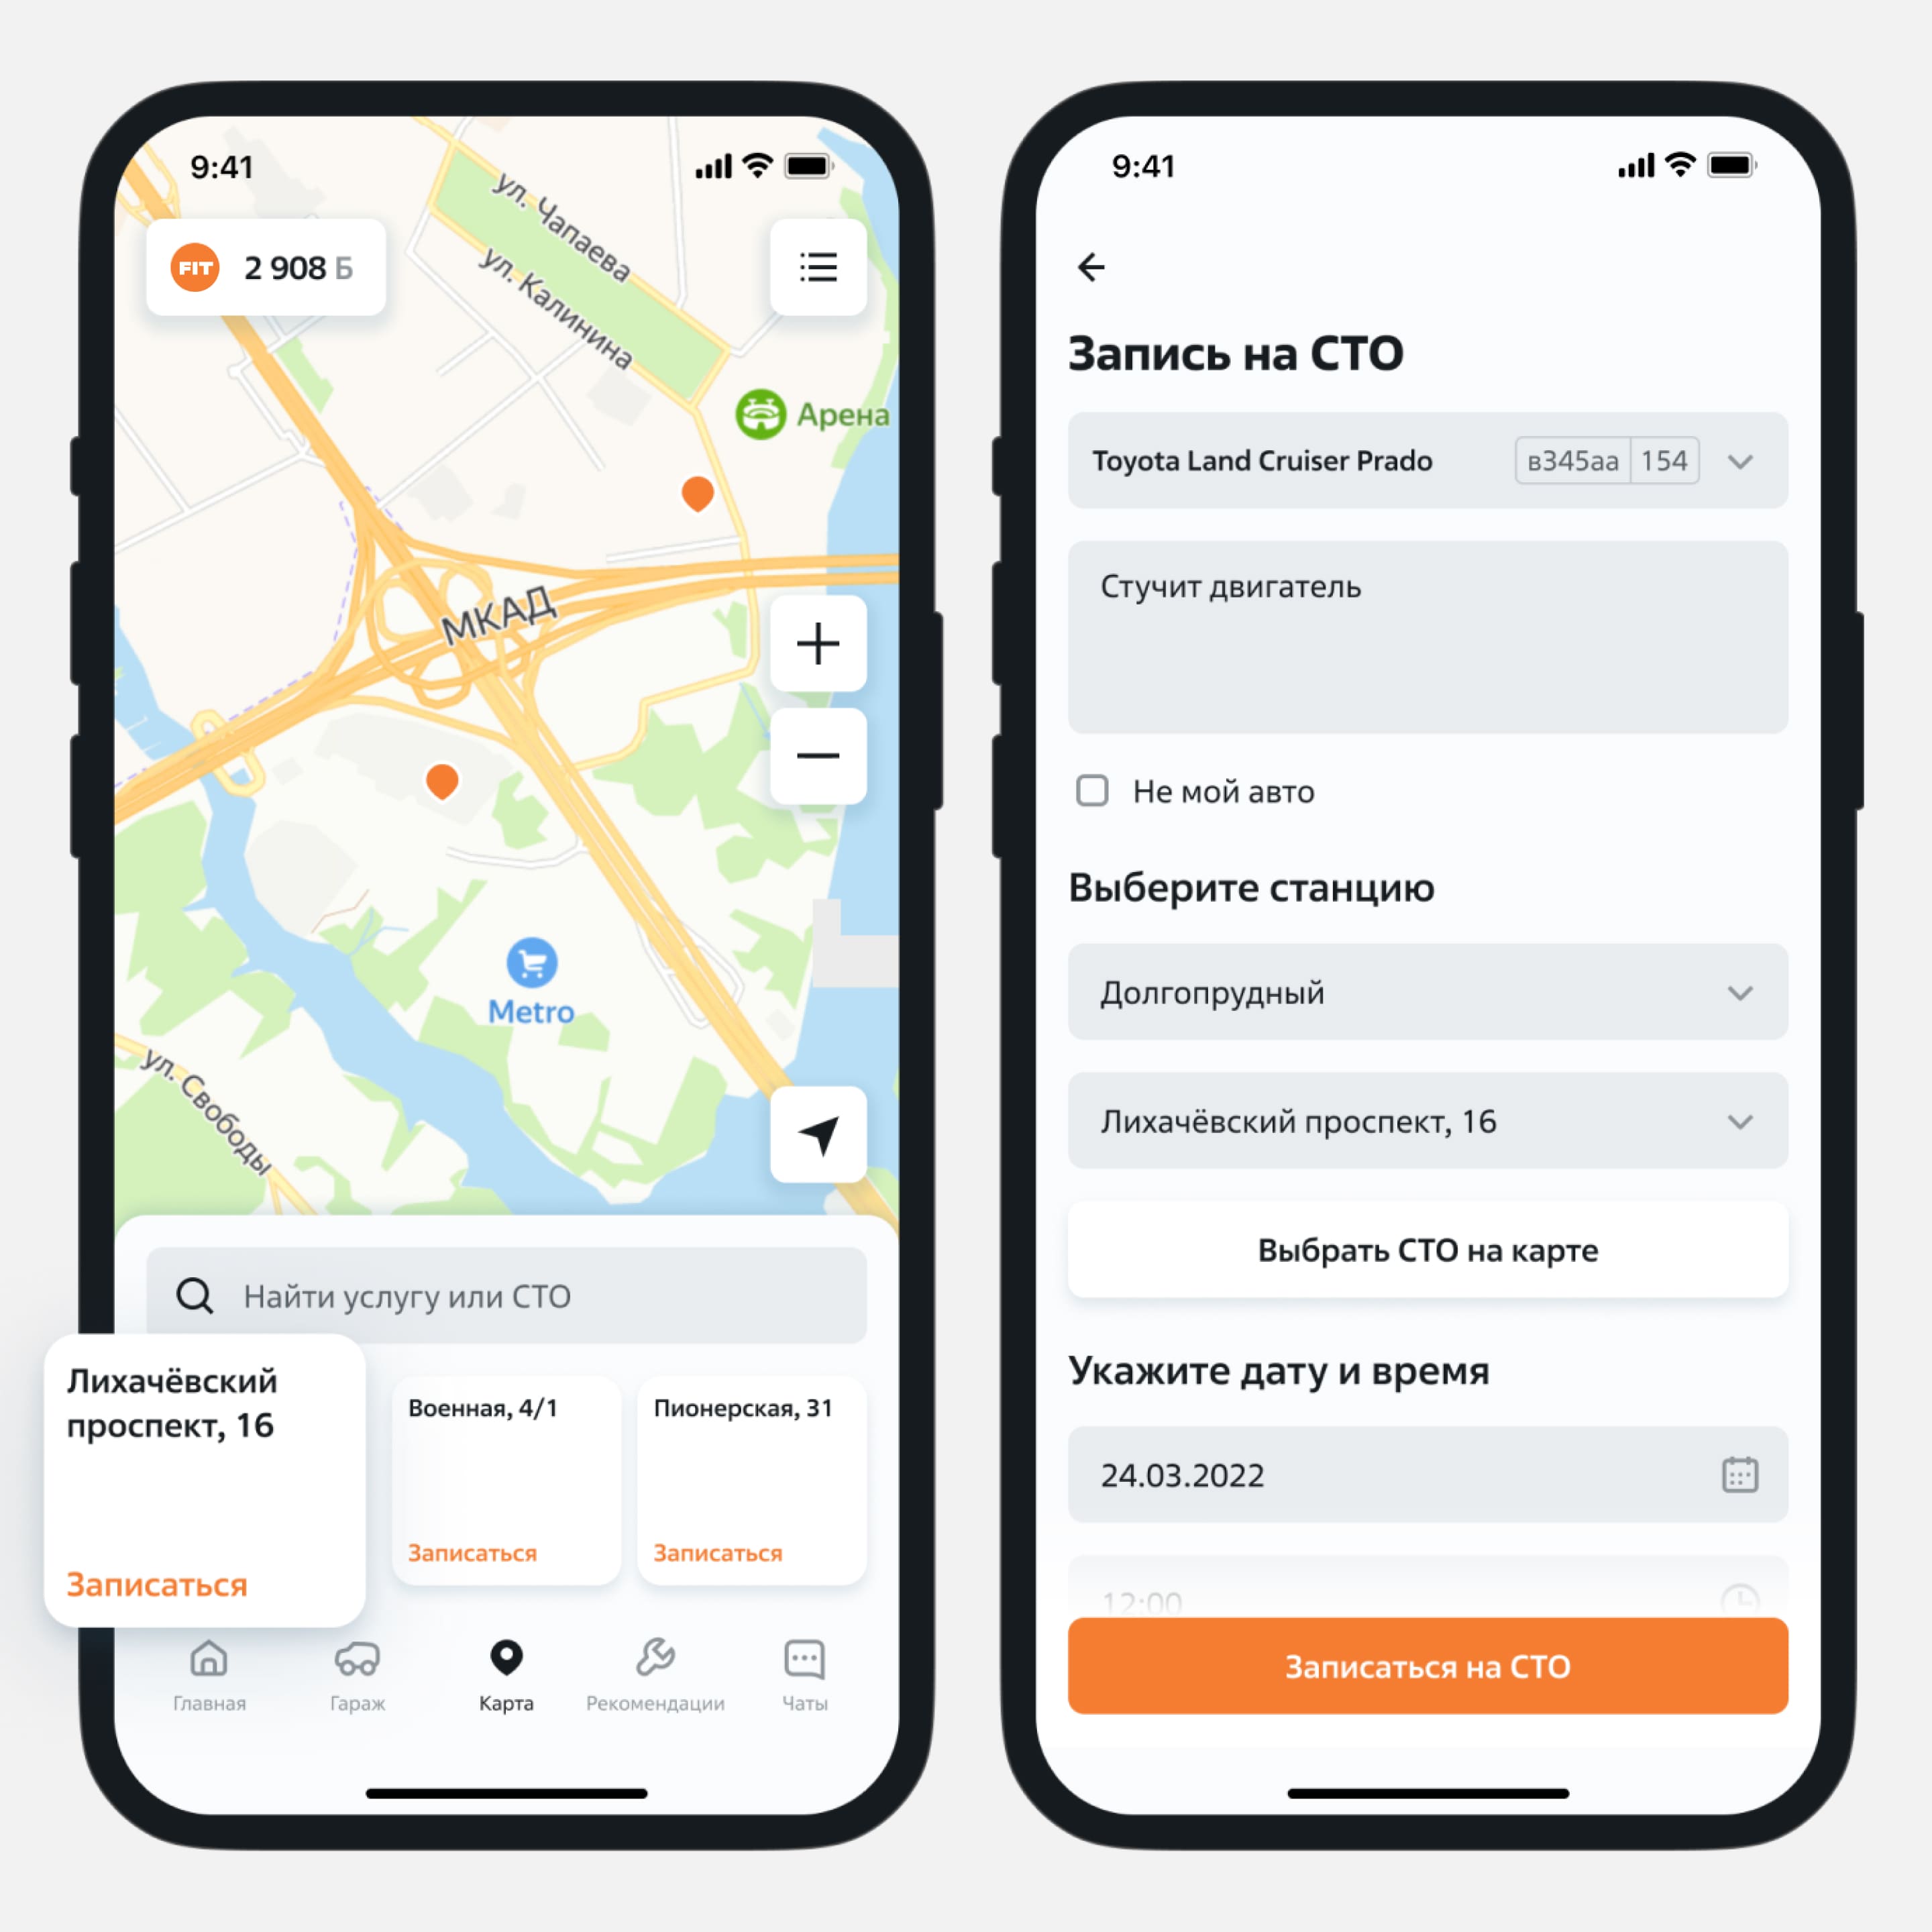 9:41
FIT 2 908 Б
ул. Чапаева
ул. Калинина
Арена
МКАД
Metro
ул. Свободы
Найти услугу или СТО
Лихачёвский
проспект, 16
Записаться
Военная, 4/1
Записаться
Пионерская, 31
Записаться
Главная
Гараж
Карта
Рекомендации
Чаты
9:41
Запись на СТО
Toyota Land Cruiser Prado
в345аа 154
Стучит двигатель
Не мой авто
Выберите станцию
Долгопрудный
Лихачёвский проспект, 16
Выбрать СТО на карте
Укажите дату и время
24.03.2022
12:00
Записаться на СТО